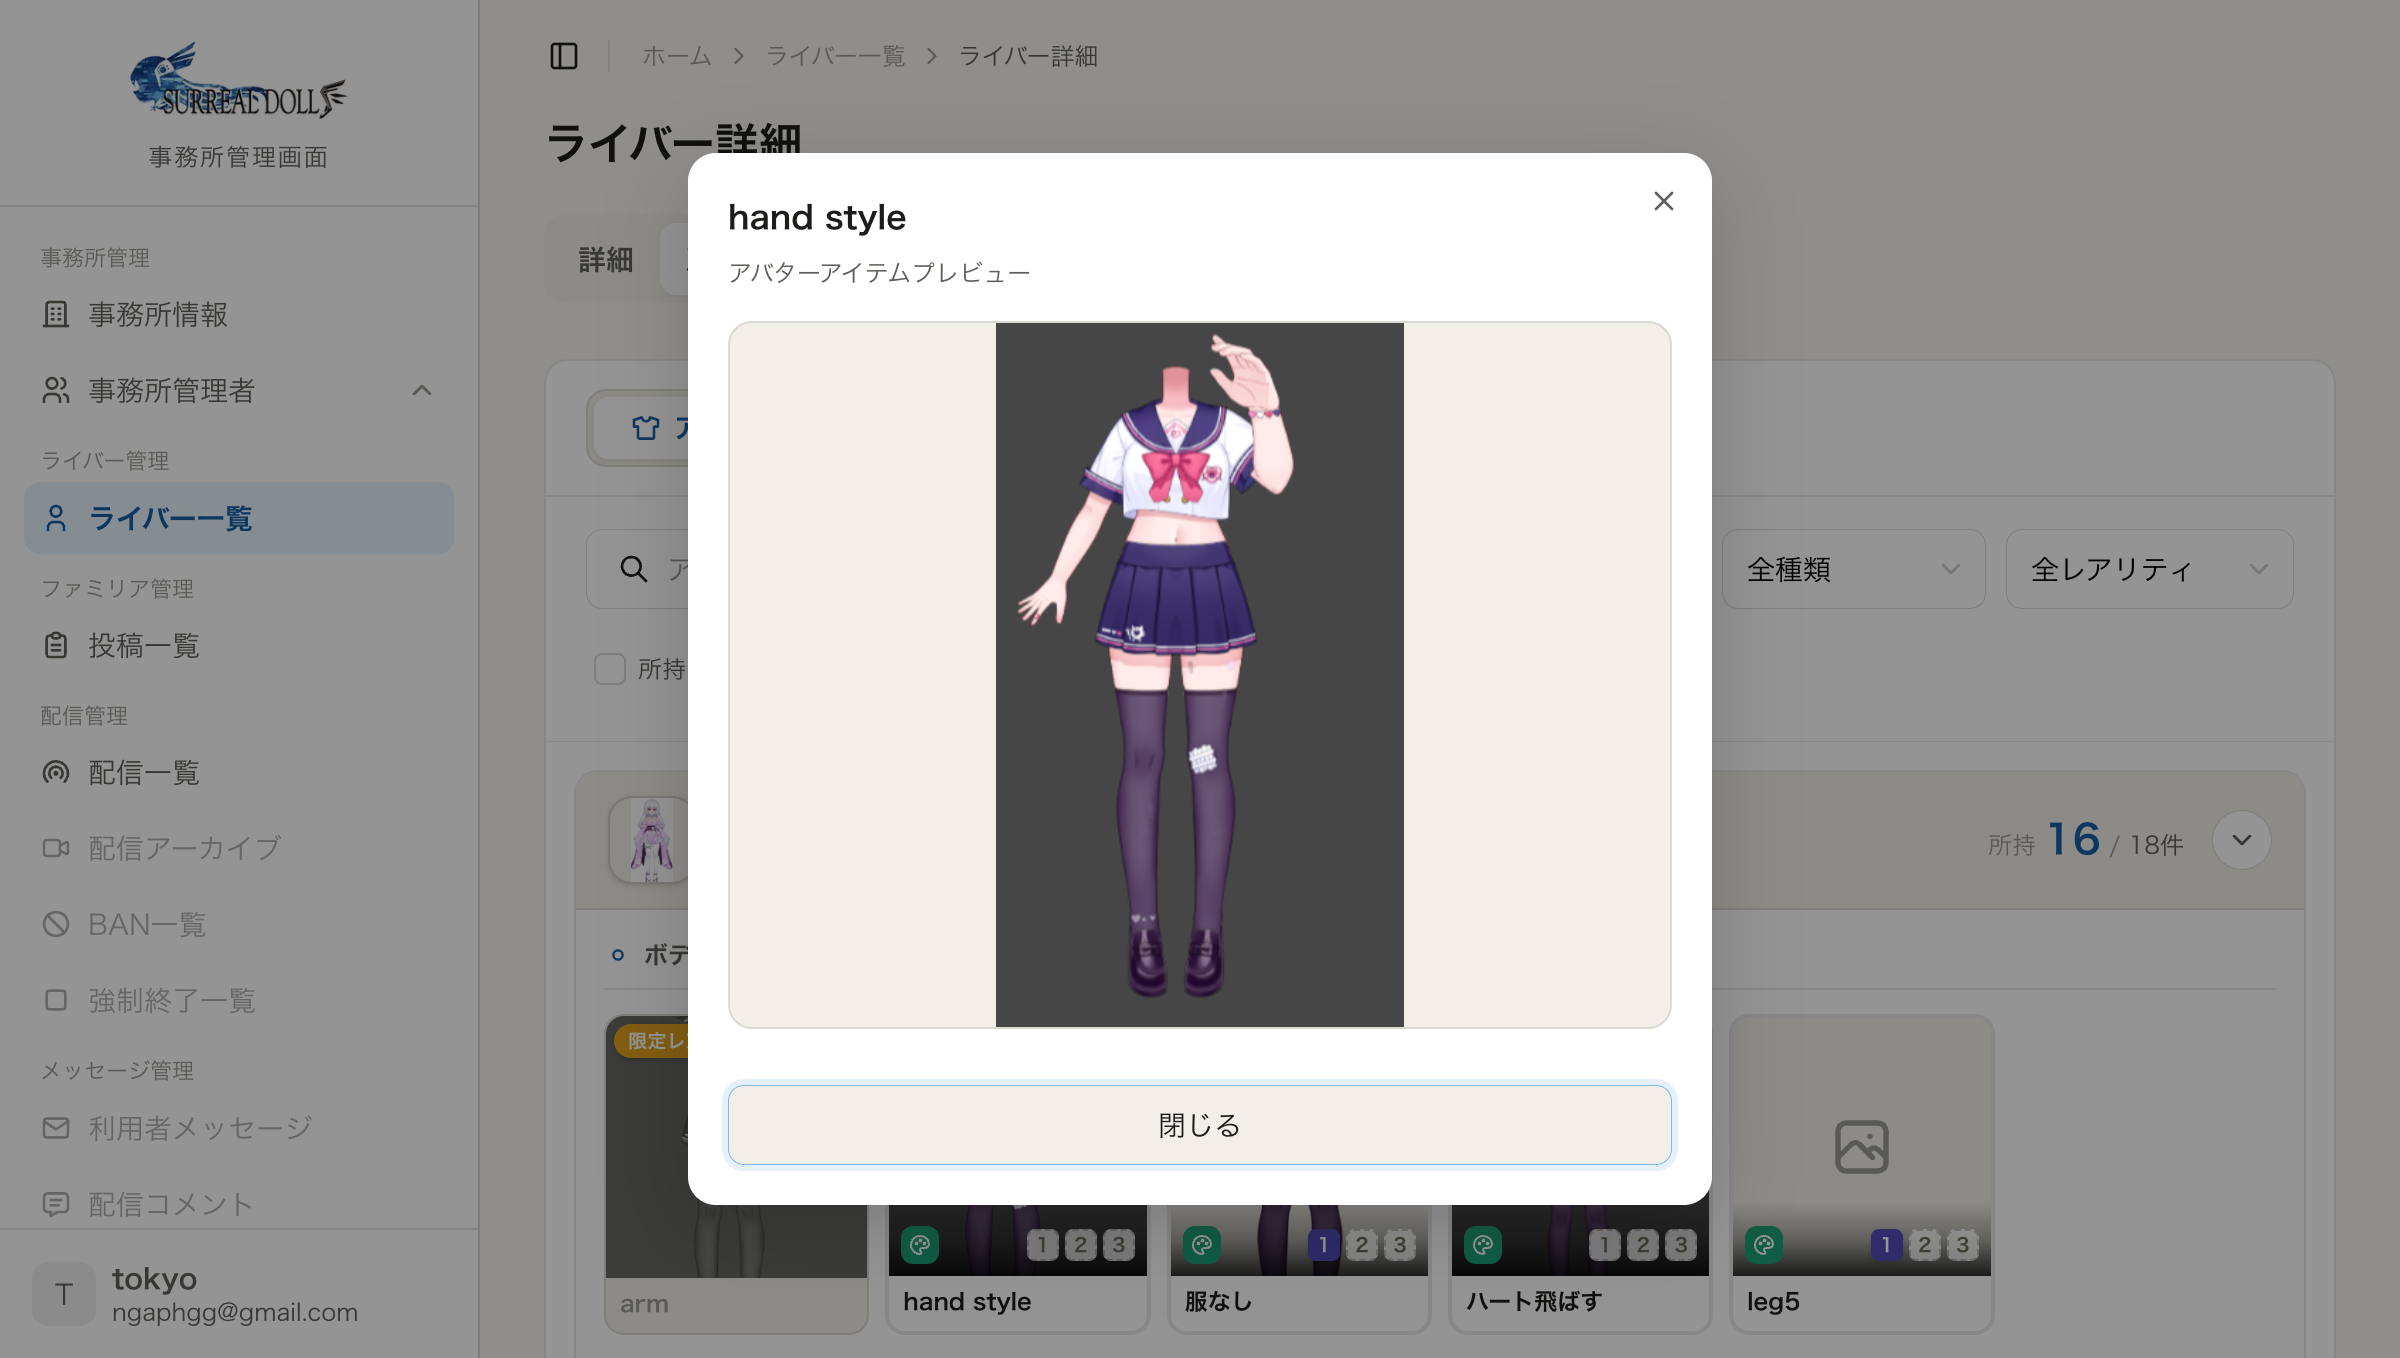 SURREAL DOLL
事務所管理画面
事務所管理
事務所情報
事務所管理者
ライバー管理
ライバー一覧
ファミリア管理
投稿一覧
配信管理
配信一覧
配信アーカイブ
BAN一覧
強制終了一覧
メッセージ管理
利用者メッセージ
配信コメント
T
tokyo
ngaphgg@gmail.com
ホーム > ライバー一覧 > ライバー詳細
ライバー詳細
詳細
hand style
アバターアイテムプレビュー
閉じる
ア
ア
全種類
全レアリティ
所持
所持 16 / 18件
ボデ
限定レ
arm
1 2 3
hand style
1 2 3
服なし
1 2 3
ハート飛ばす
1 2 3
leg5